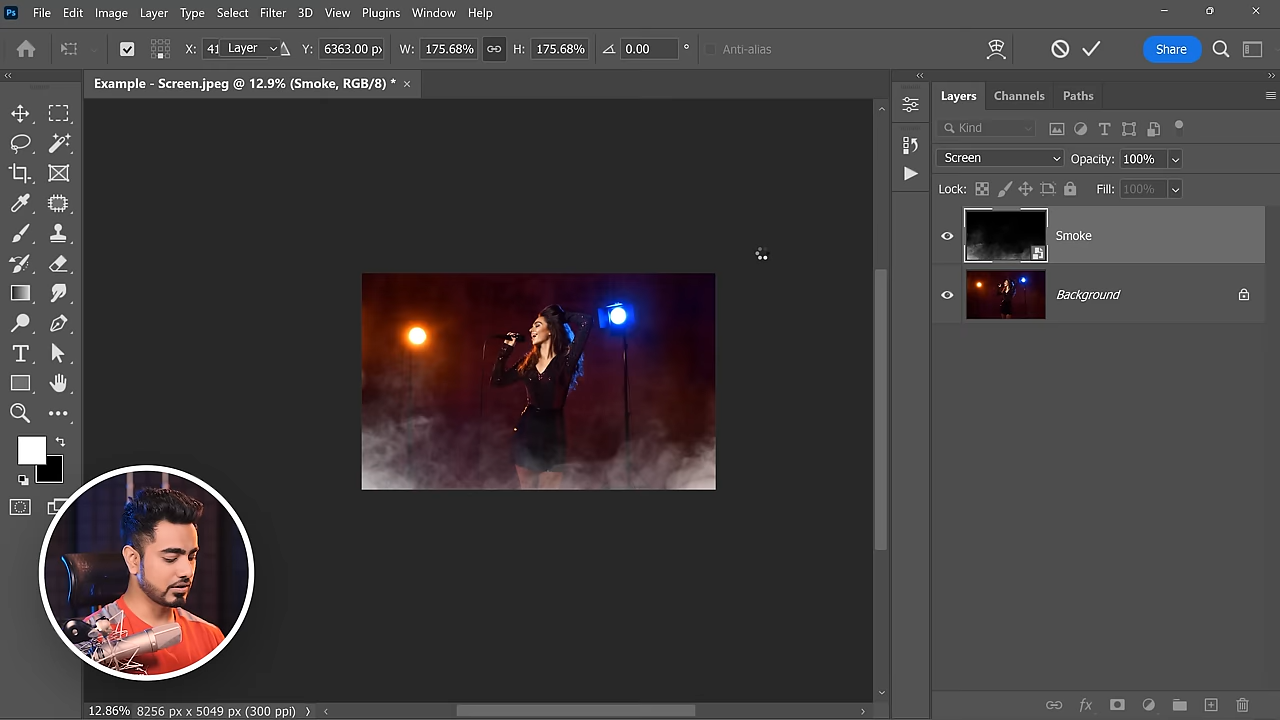 Ps File Edit Image Layer Type Select Filter 3D View Plugins Window Help
X: 41 Layer Y: 6363.00 px W: 175.68% H: 175.68% 0.00 ° Anti-alias Share
Example - Screen.jpeg @ 12.9% (Smoke, RGB/8) * ×
Layers Channels Paths
Kind
Screen Opacity: 100%
Lock: Fill: 100%
Smoke
Background
12.86% 8256 px x 5049 px (300 ppi)